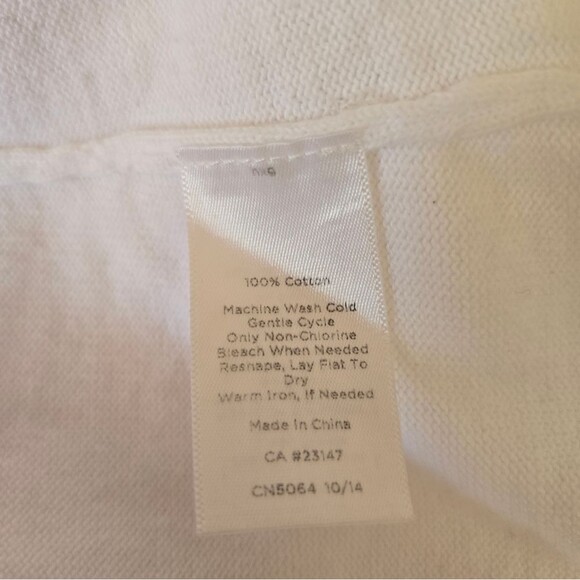 100% Cotton
Machine Wash Cold
Gentle Cycle
Only Non-Chlorine
Bleach When Needed
Reshape, Lay Flat To
Dry
Warm Iron, If Needed
Made In China
CA #23147
CN5064 10/14